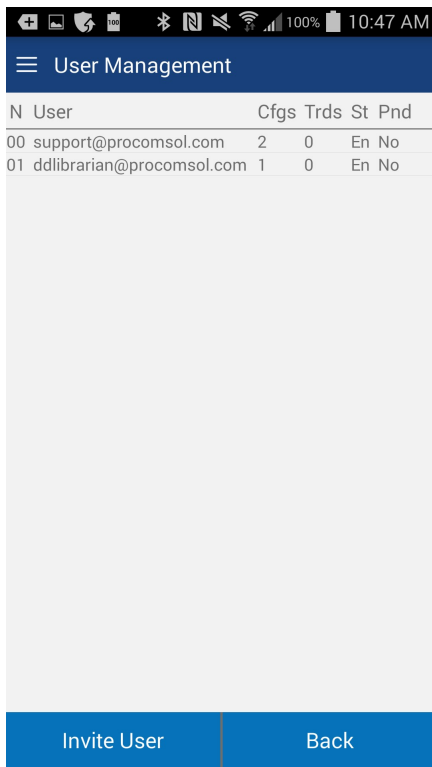 100 100% 10:47 AM
User Management
N User Cfgs Trds St Pnd
00 support@procomsol.com 2 0 En No
01 ddlibrarian@procomsol.com 1 0 En No
Invite User Back